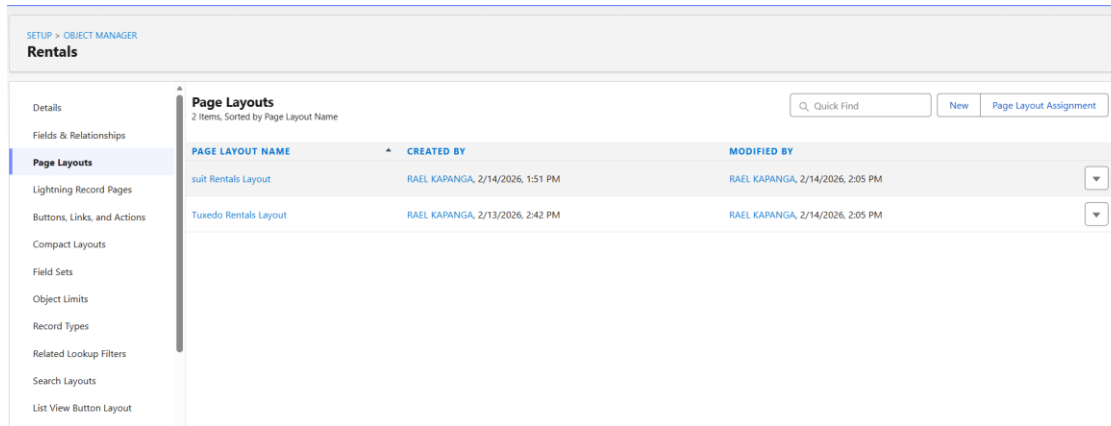 SETUP > OBJECT MANAGER
Rentals
Details
Fields & Relationships
Page Layouts
Lightning Record Pages
Buttons, Links, and Actions
Compact Layouts
Field Sets
Object Limits
Record Types
Related Lookup Filters
Search Layouts
List View Button Layout
Page Layouts
2 Items, Sorted by Page Layout Name
Quick Find
New
Page Layout Assignment
PAGE LAYOUT NAME CREATED BY MODIFIED BY
suit Rentals Layout RAEL KAPANGA, 2/14/2026, 1:51 PM RAEL KAPANGA, 2/14/2026, 2:05 PM
Tuxedo Rentals Layout RAEL KAPANGA, 2/13/2026, 2:42 PM RAEL KAPANGA, 2/14/2026, 2:05 PM